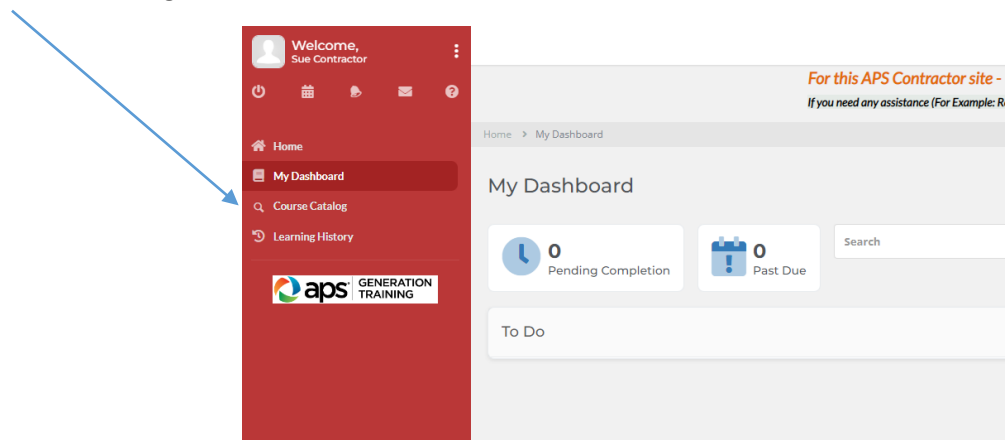 Welcome,
Sue Contractor
For this APS Contractor site -
If you need any assistance (For Example: R
Home > My Dashboard
Home
My Dashboard
Course Catalog
Learning History
aps GENERATION
TRAINING
My Dashboard
0
Pending Completion
0
Past Due
Search
To Do